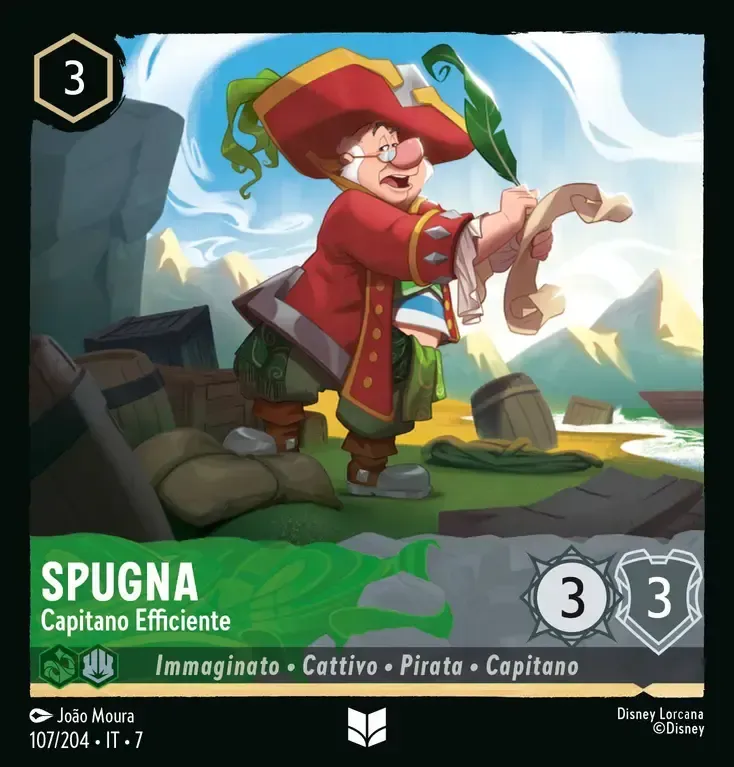 3
SPUGNA
Capitano Efficiente
3
3
Immaginato • Cattivo • Pirata • Capitano
João Moura
107/204 • IT • 7
Disney Lorcana
©Disney